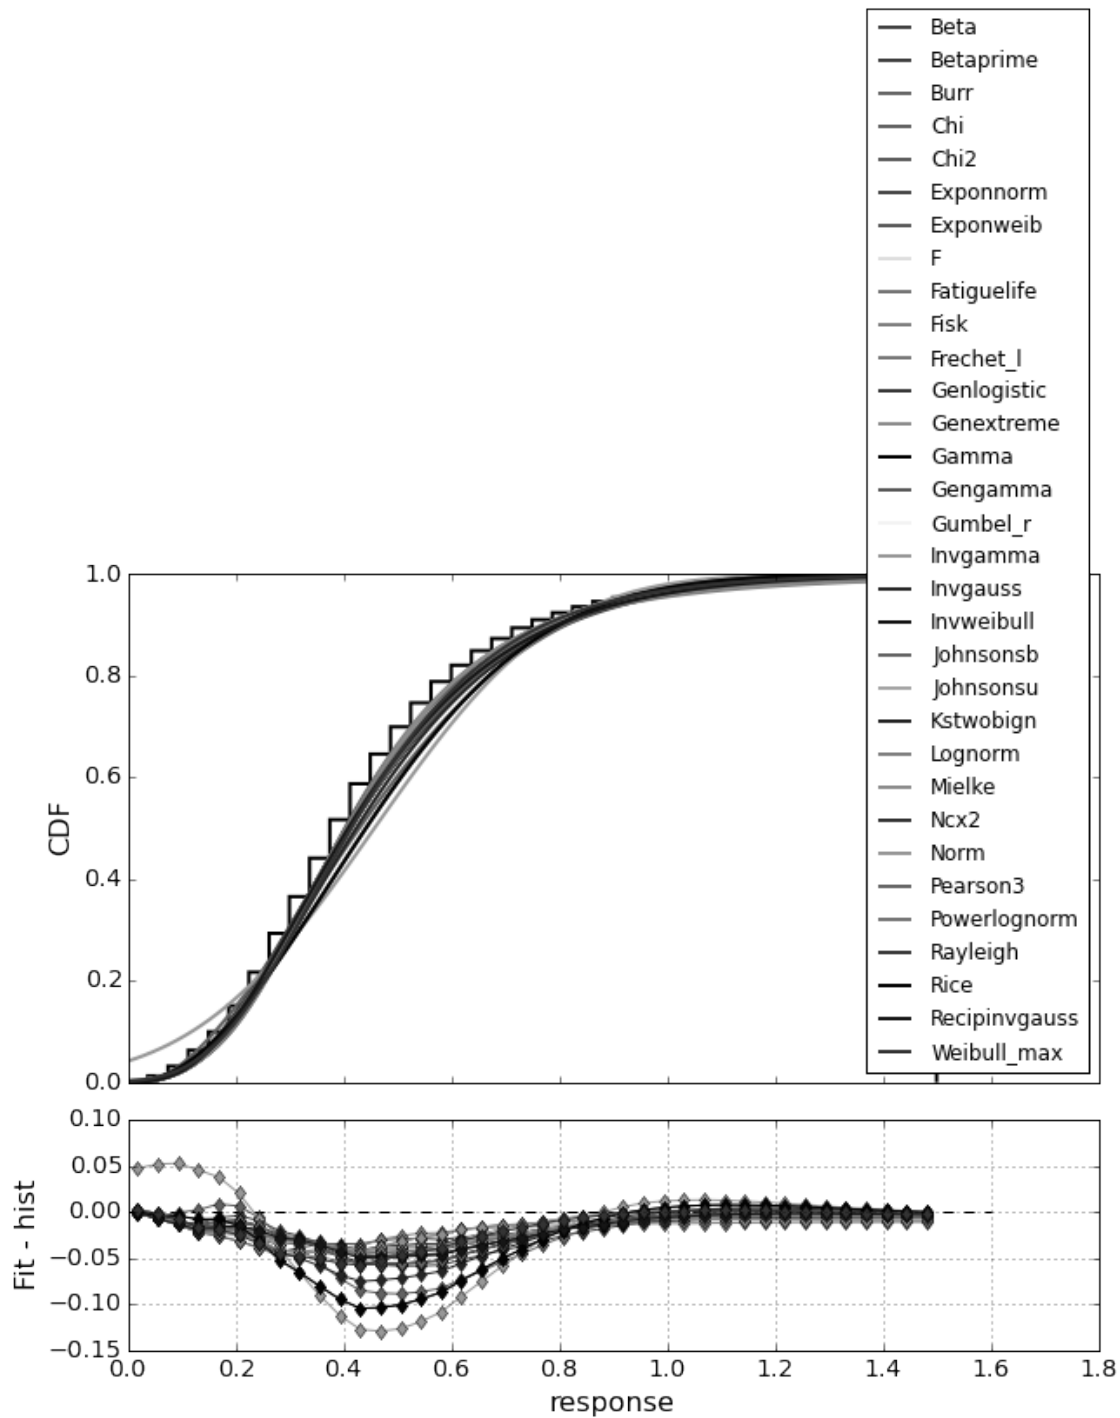 Beta
Betaprime
Burr
Chi
Chi2
Exponnorm
Exponweib
F
Fatiguelife
Fisk
Frechet_l
Genlogistic
Genextreme
Gamma
Gengamma
Gumbel_r
Invgamma
Invgauss
Invweibull
Johnsonsb
Johnsonsu
Kstwobign
Lognorm
Mielke
Ncx2
Norm
Pearson3
Powerlognorm
Rayleigh
Rice
Recipinvgauss
Weibull_max
1.0
0.8
0.6
0.4
0.2
0.0
CDF
0.10
0.05
0.00
−0.05
−0.10
−0.15
Fit - hist
0.0 0.2 0.4 0.6 0.8 1.0 1.2 1.4 1.6 1.8
response